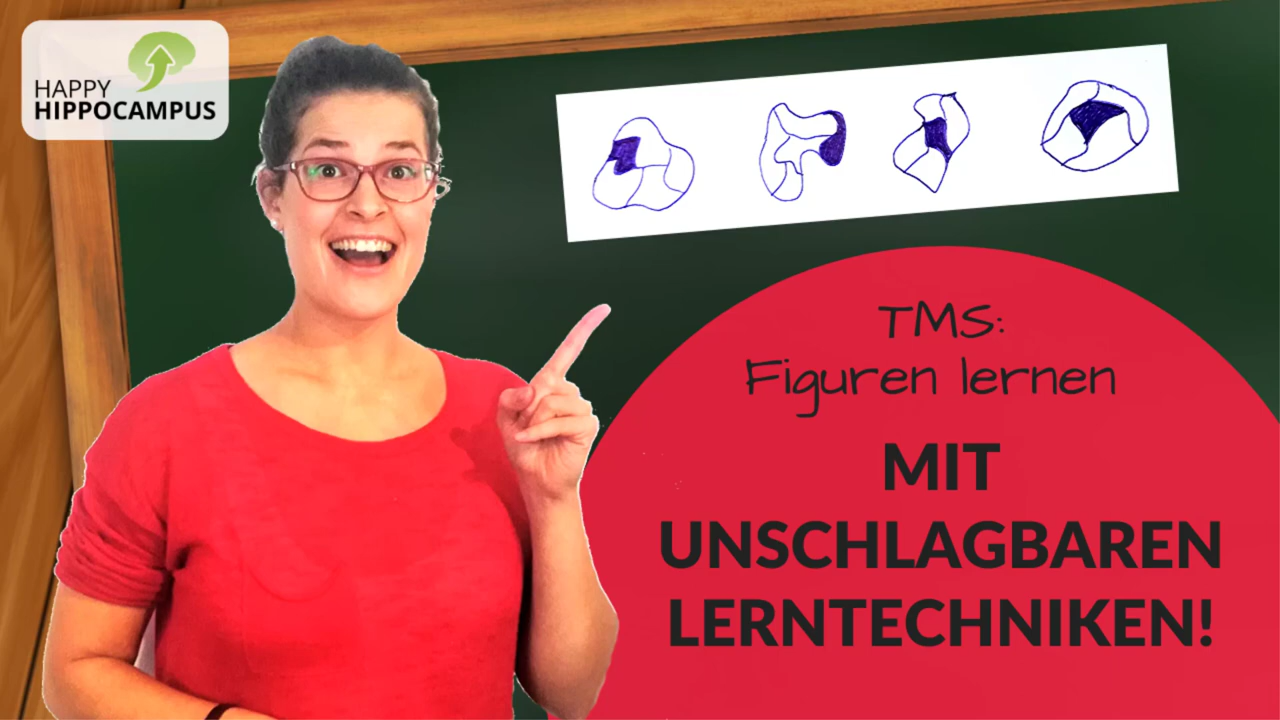 HAPPY
HIPPOCAMPUS
TMS:
Figuren lernen
MIT
UNSCHLAGBAREN
LERNTECHNIKEN!